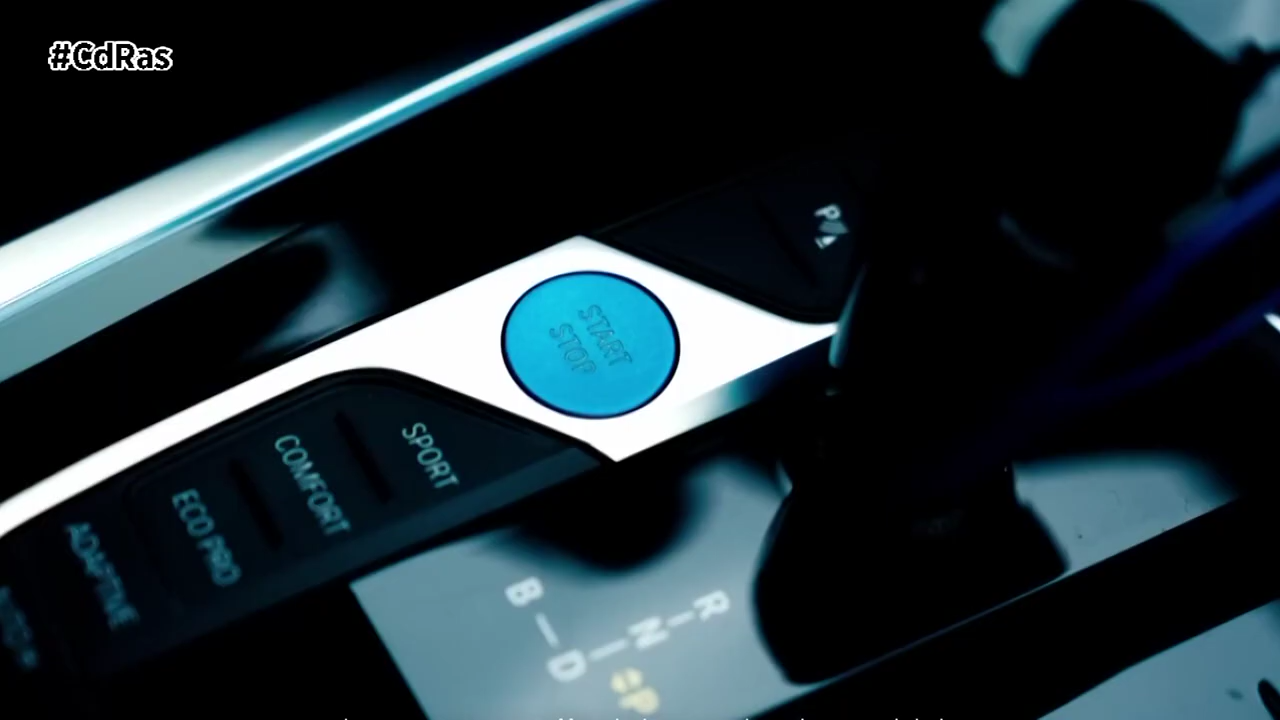 #CdRas
START
STOP
SPORT
COMFORT
ECO PRO
ADAPTIVE
B
R
N
D
P